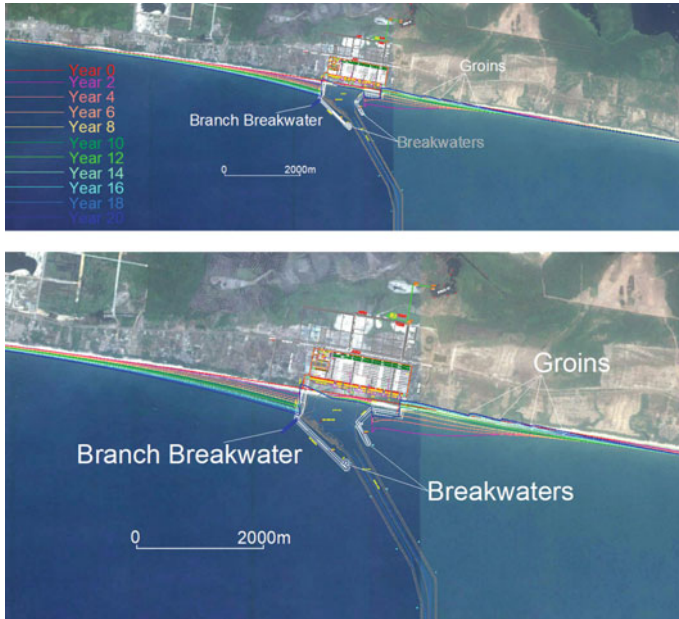 Year 0
Year 2
Year 4
Year 6
Year 8
Year 10
Year 12
Year 14
Year 16
Year 18
Year 20
Groins
Branch Breakwater
Breakwaters
0 2000m
Groins
Branch Breakwater
Breakwaters
0 2000m